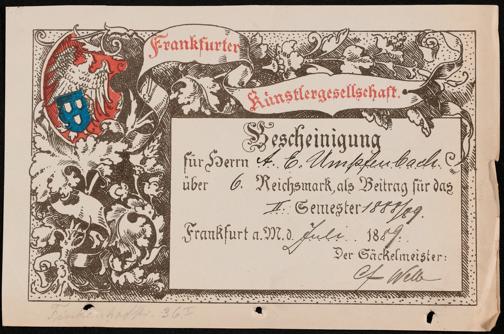 Frankfurter
Künstlergesellschaft.
Bescheinigung
für Herrn A. E. Umpfenbach
über 6. Reichsmark, als Beitrag für das
II. Semester 1888/89.
Frankfurt a. M. d. Juli 1889.
Der Säckelmeister:
36 I